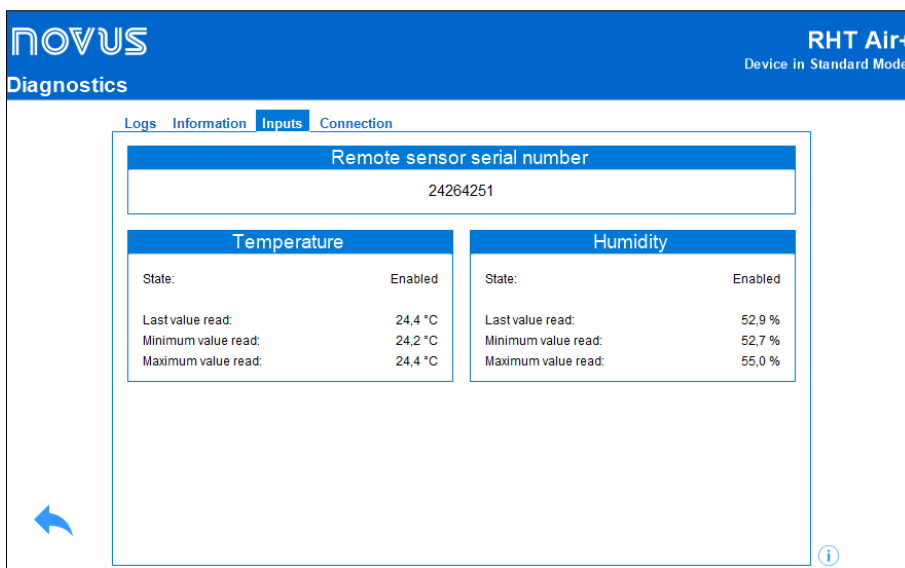 NOVUS
RHT Air+
Device in Standard Mode
Diagnostics
Logs Information Inputs Connection
Remote sensor serial number
24264251
Temperature
State: Enabled
Last value read: 24,4 °C
Minimum value read: 24,2 °C
Maximum value read: 24,4 °C
Humidity
State: Enabled
Last value read: 52,9 %
Minimum value read: 52,7 %
Maximum value read: 55,0 %
i